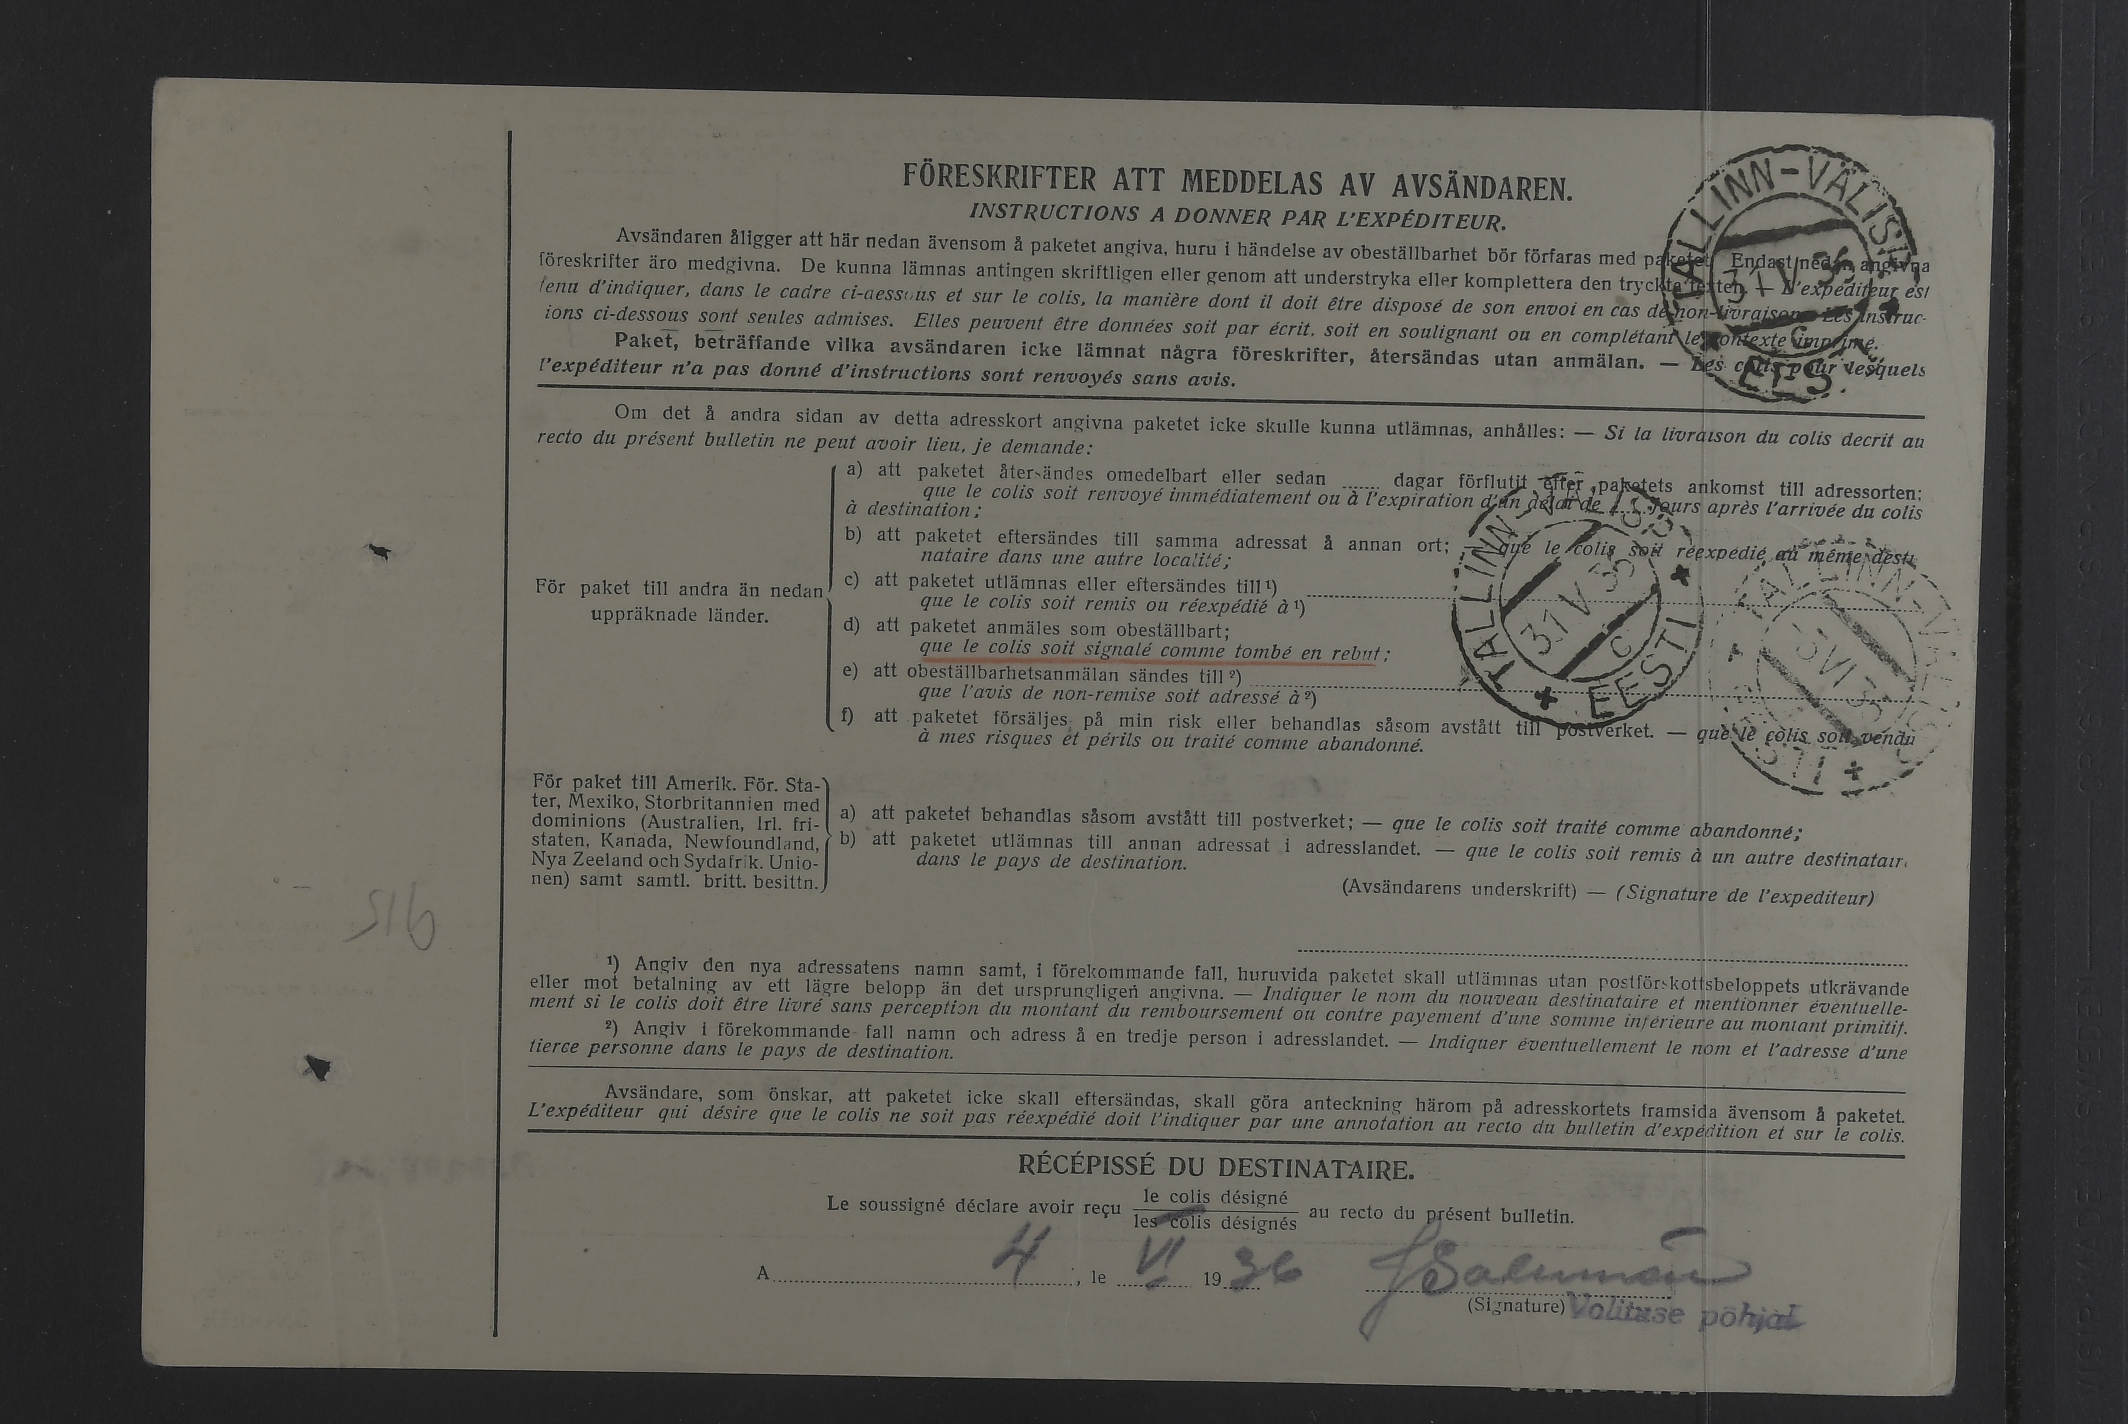 FÖRESKRIFTER ATT MEDDELAS AV AVSÄNDAREN.
INSTRUCTIONS A DONNER PAR L'EXPÉDITEUR.
Avsändaren åligger att här nedan ävensom å paketet angiva, huru i händelse av obeställbarhet bör förfaras med paketet. Endast nedan angivna
föreskrifter äro medgivna. De kunna lämnas antingen skriftligen eller genom att understryka eller komplettera den tryckta texten. — L'expéditeur est
tenu d'indiquer, dans le cadre ci-dessous et sur le colis, la manière dont il doit être disposé de son envoi en cas de non-livraison. Les instruc-
ions ci-dessous sont seules admises. Elles peuvent être données soit par écrit, soit en soulignant ou en complétant le contexte imprimé.
Paket, beträffande vilka avsändaren icke lämnat några föreskrifter, återsändas utan anmälan. — Les colis pour lesquels
l'expéditeur n'a pas donné d'instructions sont renvoyés sans avis.
Om det å andra sidan av detta adresskort angivna paketet icke skulle kunna utlämnas, anhålles: — Si la livraison du colis decrit au
recto du présent bulletin ne peut avoir lieu, je demande:
För paket till andra än nedan
uppräknade länder.
a) att paketet återsändes omedelbart eller sedan ...... dagar förflutit efter paketets ankomst till adressorten;
que le colis soit renvoyé immédiatement ou à l'expiration d'un délai de ...... jours après l'arrivée du colis
à destination;
b) att paketet eftersändes till samma adressat å annan ort; — que le colis soit réexpédié au même desti
nataire dans une autre localité;
c) att paketet utlämnas eller eftersändes till ¹)
que le colis soit remis ou réexpédié à ¹)
d) att paketet anmäles som obeställbart;
que le colis soit signalé comme tombé en rebut;
e) att obeställbarhetsanmälan sändes till ²)
que l'avis de non-remise soit adressé à ²)
f) att paketet försäljes på min risk eller behandlas såsom avstått till postverket. — que le colis soit vendu
à mes risques et périls ou traité comme abandonné.
För paket till Amerik. För. Sta-
ter, Mexiko, Storbritannien med
dominions (Australien, Irl. fri-
staten, Kanada, Newfoundland,
Nya Zeeland och Sydafrik. Unio-
nen) samt samtl. britt. besittn.
a) att paketet behandlas såsom avstått till postverket; — que le colis soit traité comme abandonné;
b) att paketet utlämnas till annan adressat i adresslandet. — que le colis soit remis à un autre destinatair
dans le pays de destination.
(Avsändarens underskrift) — (Signature de l'expediteur)
¹) Angiv den nya adressatens namn samt, i förekommande fall, huruvida paketet skall utlämnas utan postförskottsbeloppets utkrävande
eller mot betalning av ett lägre belopp än det ursprungligen angivna. — Indiquer le nom du nouveau destinataire et mentionner éventuelle-
ment si le colis doit être livré sans perception du montant du remboursement ou contre payement d'une somme inférieure au montant primitif.
²) Angiv i förekommande fall namn och adress å en tredje person i adresslandet. — Indiquer éventuellement le nom et l'adresse d'une
tierce personne dans le pays de destination.
Avsändare, som önskar, att paketet icke skall eftersändas, skall göra anteckning härom på adresskortets framsida ävensom å paketet.
L'expéditeur qui désire que le colis ne soit pas réexpédié doit l'indiquer par une annotation au recto du bulletin d'expédition et sur le colis.
RÉCÉPISSÉ DU DESTINATAIRE.
Le soussigné déclare avoir reçu le colis désigné au recto du présent bulletin.
les colis désignés
A 4, le VI 1936
(Signature) Volituse põhjal
TALLINN-VÄLIS
31 V 36
C
EESTI
TALLINN-VÄLIS
31 V 36
C
EESTI
TALLINN-VÄLIS
-3 VI 36
EESTI